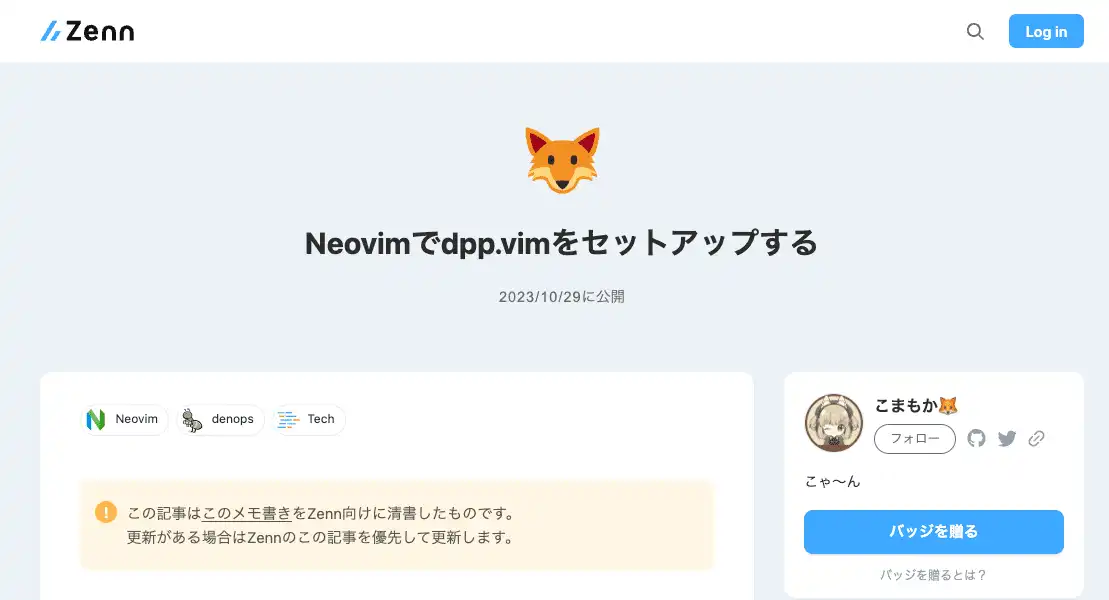 Zenn
Log in
Neovimでdpp.vimをセットアップする
2023/10/29に公開
Neovim
denops
Tech
この記事はこのメモ書きをZenn向けに清書したものです。
更新がある場合はZennのこの記事を優先して更新します。
こまもか🦊
フォロー
こゃ〜ん
バッジを贈る
バッジを贈るとは？